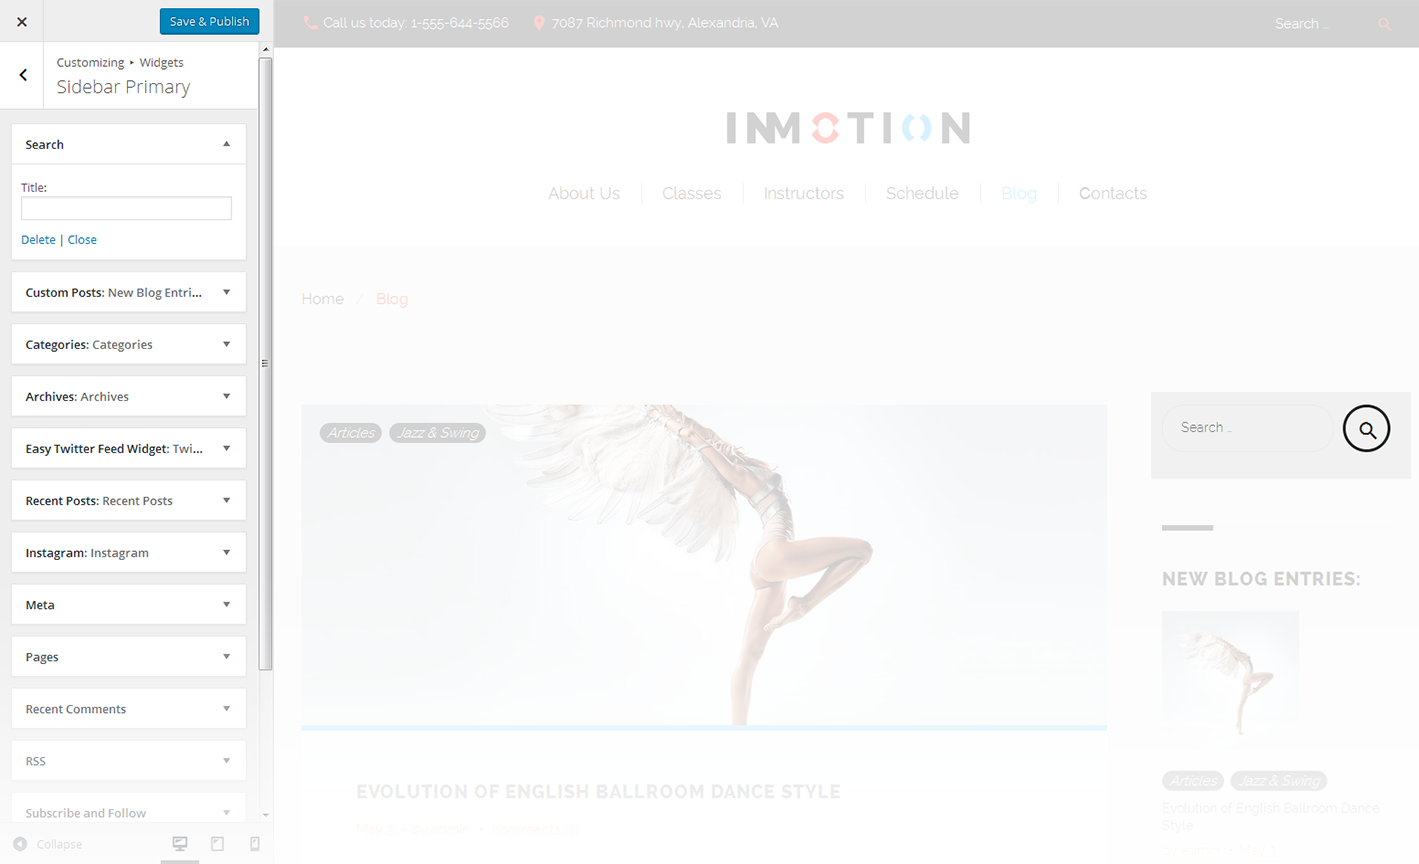 Save & Publish
Customizing ▸ Widgets
Sidebar Primary
Search
Title:
Delete | Close
Custom Posts: New Blog Entri...
Categories: Categories
Archives: Archives
Easy Twitter Feed Widget: Twi...
Recent Posts: Recent Posts
Instagram: Instagram
Meta
Pages
Recent Comments
RSS
Subscribe and Follow
Collapse
Call us today: 1-555-644-5566
7087 Richmond hwy, Alexandria, VA
Search ...
INMOTION
About Us
Classes
Instructors
Schedule
Blog
Contacts
Home / Blog
Articles
Jazz & Swing
EVOLUTION OF ENGLISH BALLROOM DANCE STYLE
May 3 • by admin • comments (0)
Search ...
NEW BLOG ENTRIES:
Articles
Jazz & Swing
Evolution of English Ballroom Dance
Style